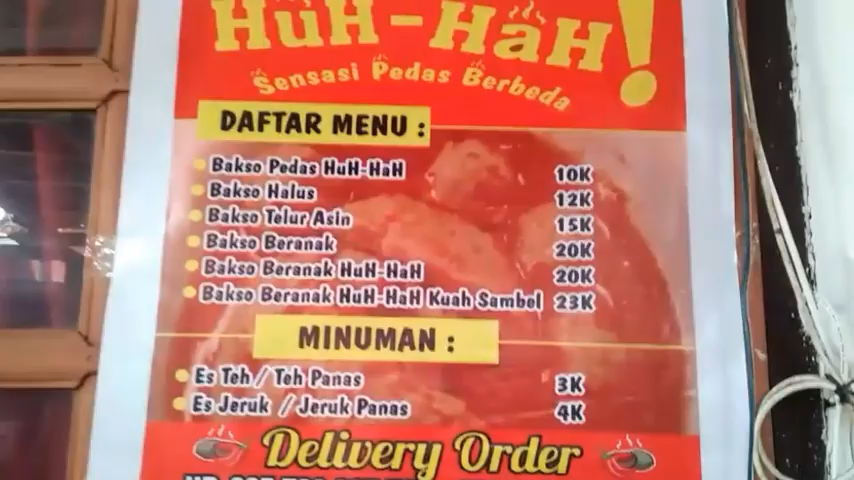 HuH-HaH!
Sensasi Pedas Berbeda
DAFTAR MENU :
Bakso Pedas HuH-HaH 10K
Bakso Halus 12K
Bakso Telur Asin 15K
Bakso Beranak 20K
Bakso Beranak HuH-HaH 20K
Bakso Beranak HuH-HaH Kuah Sambel 23K
MINUMAN :
Es Teh / Teh Panas 3K
Es Jeruk / Jeruk Panas 4K
Delivery Order